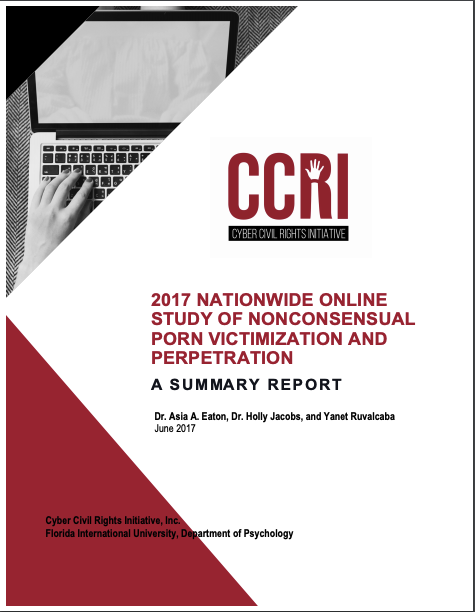 CCRI
CYBER CIVIL RIGHTS INITIATIVE
2017 NATIONWIDE ONLINE
STUDY OF NONCONSENSUAL
PORN VICTIMIZATION AND
PERPETRATION
A SUMMARY REPORT
Dr. Asia A. Eaton, Dr. Holly Jacobs, and Yanet Ruvalcaba
June 2017
Cyber Civil Rights Initiative, Inc.
Florida International University, Department of Psychology